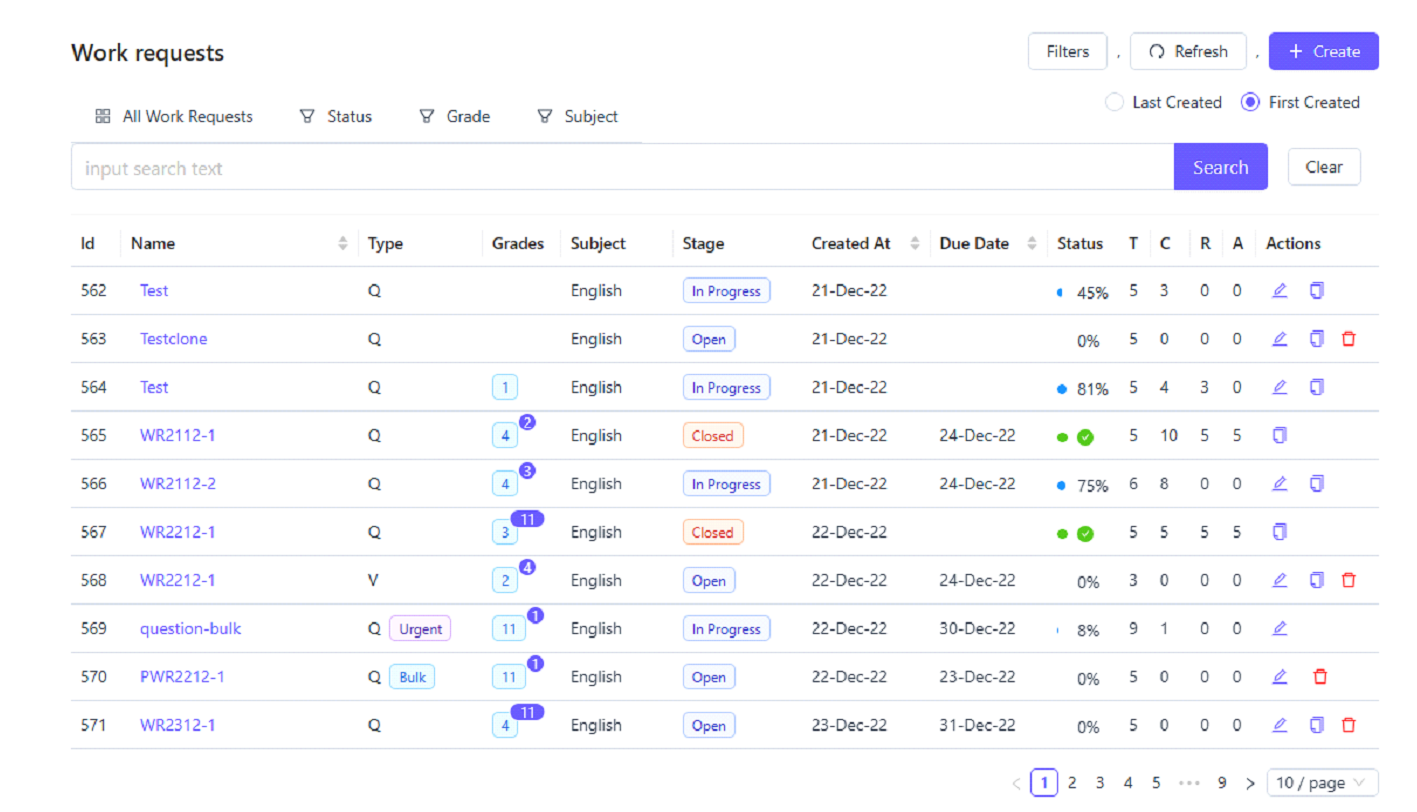 Work requests
Filters , Refresh , + Create
All Work Requests Status Grade Subject
Last Created First Created
input search text Search Clear
Id Name Type Grades Subject Stage Created At Due Date Status T C R A Actions
562 Test Q English In Progress 21-Dec-22 45% 5 3 0 0
563 Testclone Q English Open 21-Dec-22 0% 5 0 0 0
564 Test Q 1 English In Progress 21-Dec-22 81% 5 4 3 0
565 WR2112-1 Q 4 2 English Closed 21-Dec-22 24-Dec-22 5 10 5 5
566 WR2112-2 Q 4 3 English In Progress 21-Dec-22 24-Dec-22 75% 6 8 0 0
567 WR2212-1 Q 3 11 English Closed 22-Dec-22 5 5 5 5
568 WR2212-1 V 2 4 English Open 22-Dec-22 24-Dec-22 0% 3 0 0 0
569 question-bulk Q Urgent 11 1 English In Progress 22-Dec-22 30-Dec-22 8% 9 1 0 0
570 PWR2212-1 Q Bulk 11 1 English Open 22-Dec-22 23-Dec-22 0% 5 0 0 0
571 WR2312-1 Q 4 11 English Open 23-Dec-22 31-Dec-22 0% 5 0 0 0
< 1 2 3 4 5 ••• 9 > 10 / page